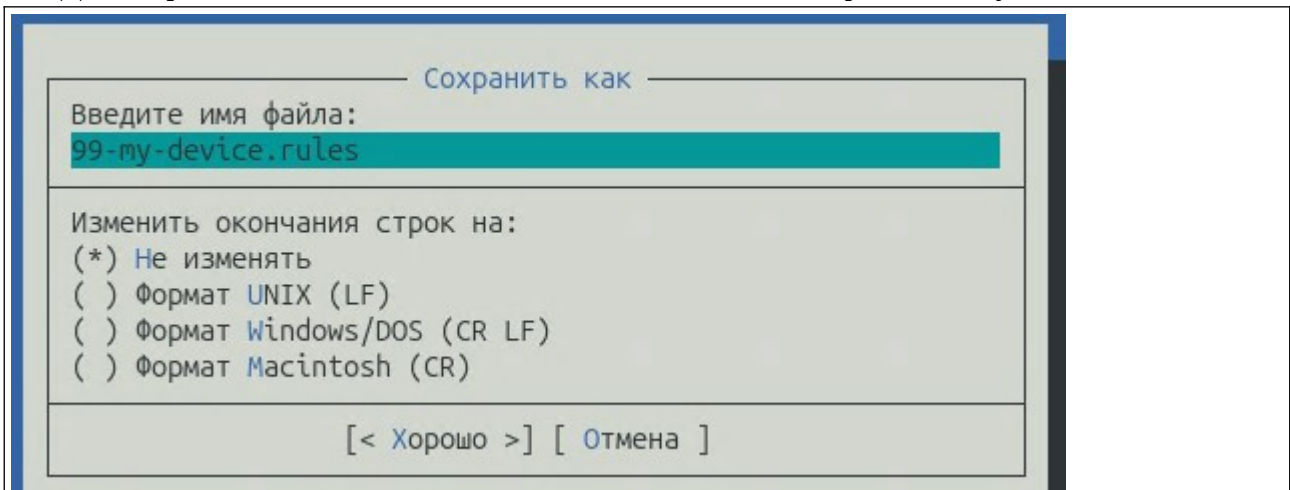 Сохранить как
Введите имя файла:
99-my-device.rules
Изменить окончания строк на:
(*) Не изменять
( ) Формат UNIX (LF)
( ) Формат Windows/DOS (CR LF)
( ) Формат Macintosh (CR)
[< Хорошо >] [ Отмена ]